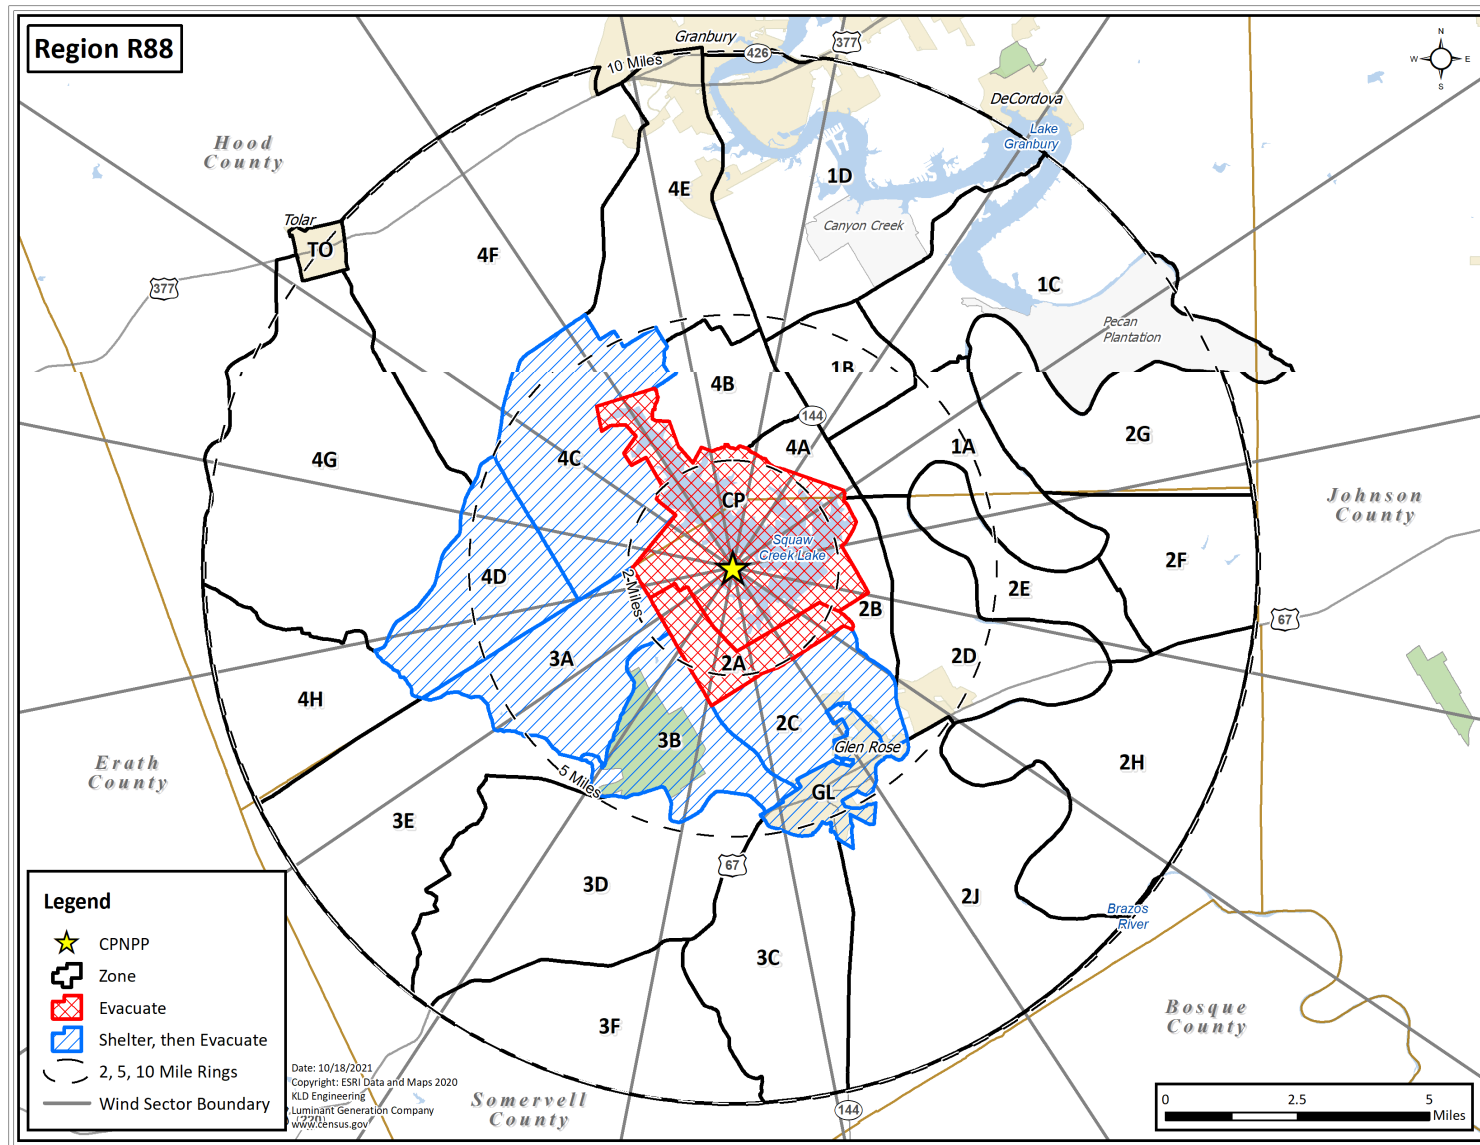 Region R88
Granbury
426
377
10 Miles
N
W
E
S
DeCordova
Lake
Granbury
Hood
County
4E
1D
Tolar
TO
Canyon Creek
4F
377
1C
Pecan
Plantation
1B
4B
144
4A
1A
2G
4G
4C
CP
Johnson
County
Squaw
Creek Lake
2F
4D
2 Miles
2E
2B
67
3A
2A
2D
4H
2C
3B
Glen Rose
Erath
County
2H
5 Miles
GL
3E
67
3D
2J
Brazos
River
3C
3F
Bosque
County
Legend
CPNPP
Zone
Evacuate
Shelter, then Evacuate
2, 5, 10 Mile Rings
Wind Sector Boundary
220
Date: 10/18/2021
Copyright: ESRI Data and Maps 2020
KLD Engineering
Luminant Generation Company
www.census.gov
Somervell
County
144
0
2.5
5
Miles